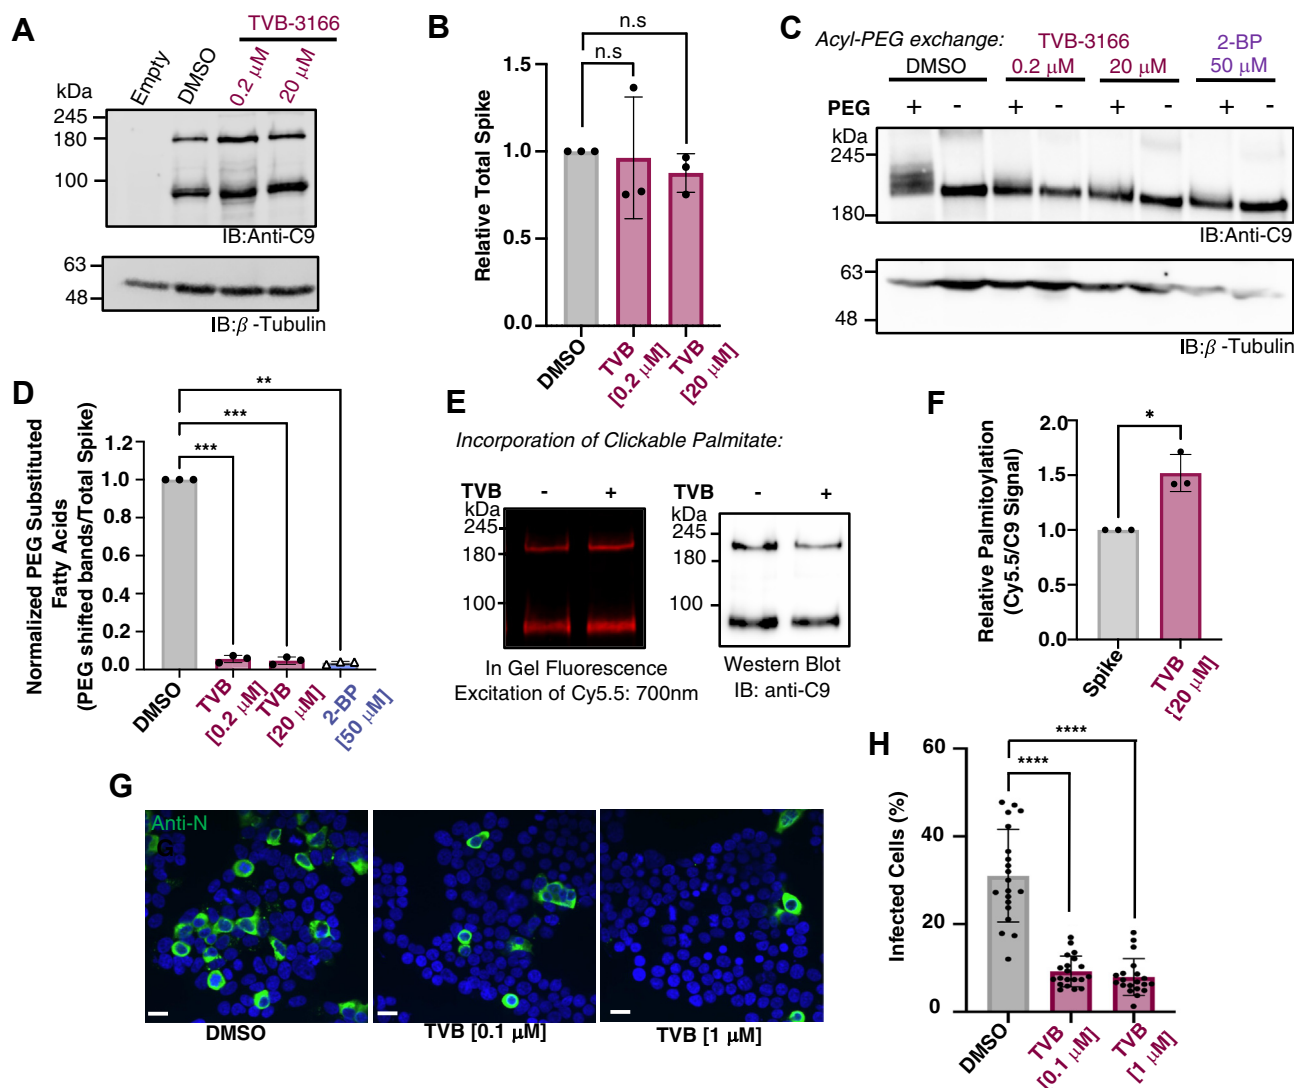 A
TVB-3166
kDa
Empty
DMSO
0.2 μM
20 μM
245
180
100
IB:Anti-C9
63
48
IB:β -Tubulin
B
n.s
n.s
Relative Total Spike
1.5
1.0
0.5
0.0
DMSO
TVB
[0.2 μM]
TVB
[20 μM]
C
Acyl-PEG exchange:
TVB-3166
2-BP
DMSO
0.2 μM
20 μM
50 μM
PEG + - + - + - + -
kDa
245
180
IB:Anti-C9
63
48
IB:β -Tubulin
D
**
***
***
Normalized PEG Substituted
Fatty Acids
(PEG shifted bands/Total Spike)
1.2
1.0
0.8
0.6
0.4
0.2
0.0
DMSO
TVB
[0.2 μM]
TVB
[20 μM]
2-BP
[50 μM]
E
Incorporation of Clickable Palmitate:
TVB - +
kDa
245
180
100
In Gel Fluorescence
Excitation of Cy5.5: 700nm
TVB - +
kDa
245
180
100
Western Blot
IB: anti-C9
F
*
Relative Palmitoylation
(Cy5.5/C9 Signal)
2.0
1.5
1.0
0.5
0.0
Spike
TVB
[20 μM]
G
Anti-N
G
DMSO
TVB [0.1 μM]
TVB [1 μM]
H
****
****
Infected Cells (%)
60
40
20
0
DMSO
TVB
[0.1 μM]
TVB
[1 μM]